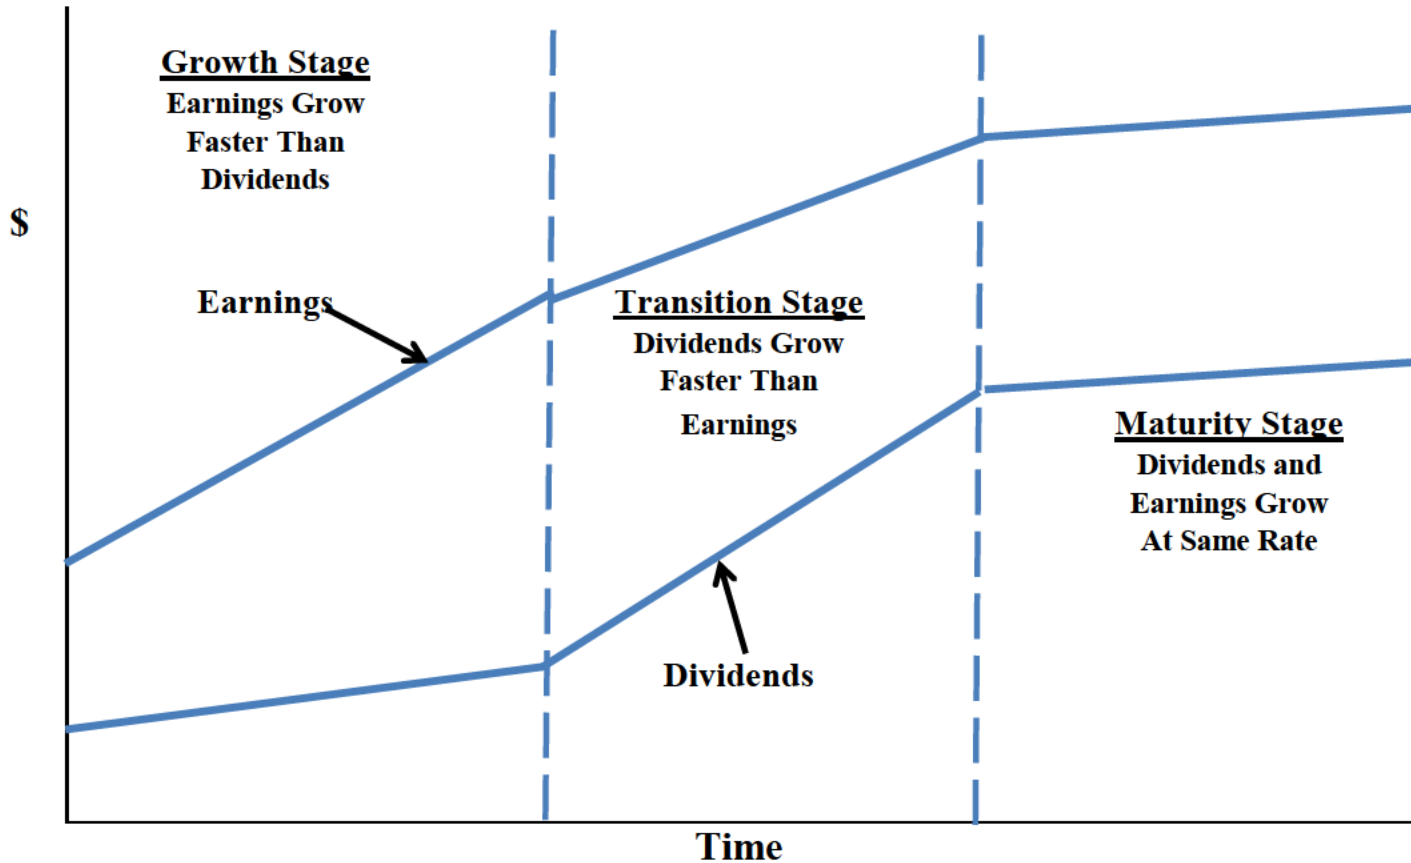 Growth Stage
Earnings Grow
Faster Than
Dividends
$
Earnings
Transition Stage
Dividends Grow
Faster Than
Earnings
Maturity Stage
Dividends and
Earnings Grow
At Same Rate
Dividends
Time